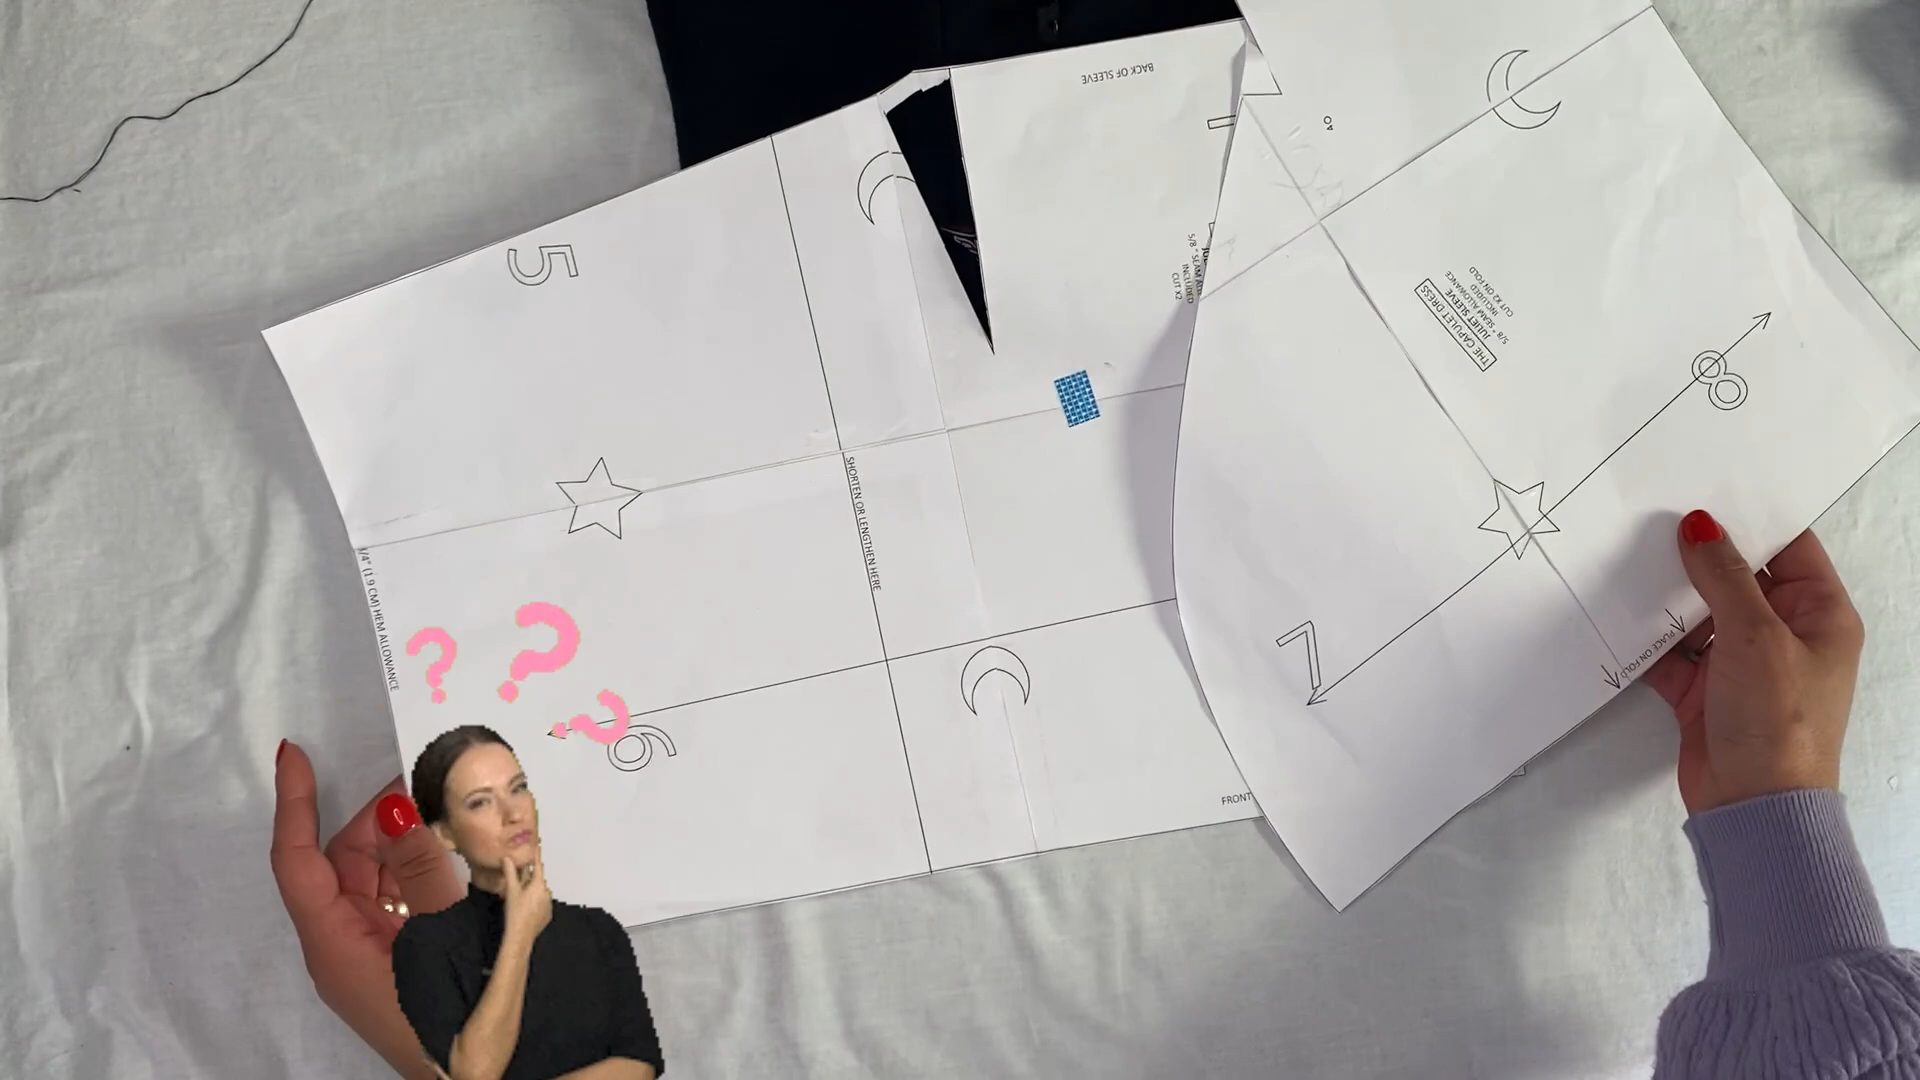 BACK OF SLEEVE
5
5/8" SEAM
INCLUDED
CUT X2
SHORTEN OR LENGTHEN HERE
3/4" (1.9 CM) HEM ALLOWANCE
6
FRONT
? ? ?
THE CAPULET DRESS
JULIET SLEEVE
5/8" SEAM ALLOWANCE
INCLUDED
CUT X2 ON FOLD
8
7
PLACE ON FOLD